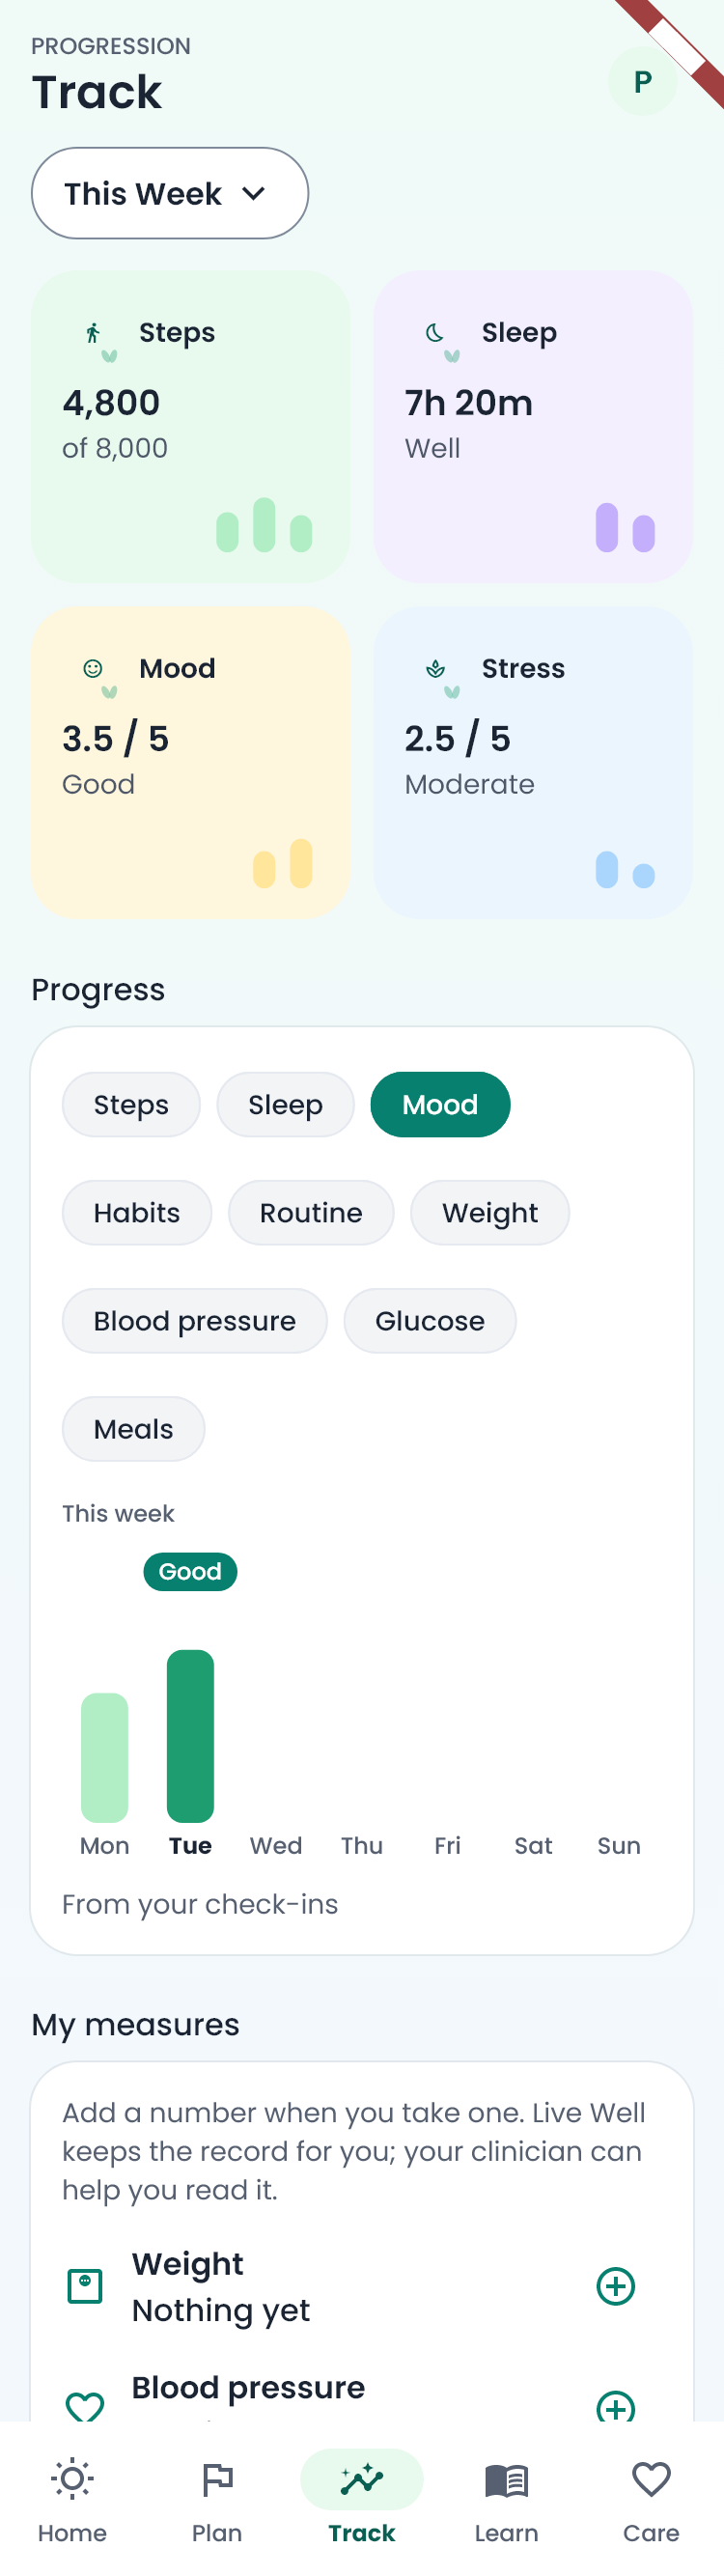 PROGRESSION
Track
P
This Week
Steps
4,800
of 8,000
Sleep
7h 20m
Well
Mood
3.5 / 5
Good
Stress
2.5 / 5
Moderate
Progress
Steps
Sleep
Mood
Habits
Routine
Weight
Blood pressure
Glucose
Meals
This week
Good
Mon
Tue
Wed
Thu
Fri
Sat
Sun
From your check-ins
My measures
Add a number when you take one. Live Well
keeps the record for you; your clinician can
help you read it.
Weight
Nothing yet
Blood pressure
Home
Plan
Track
Learn
Care